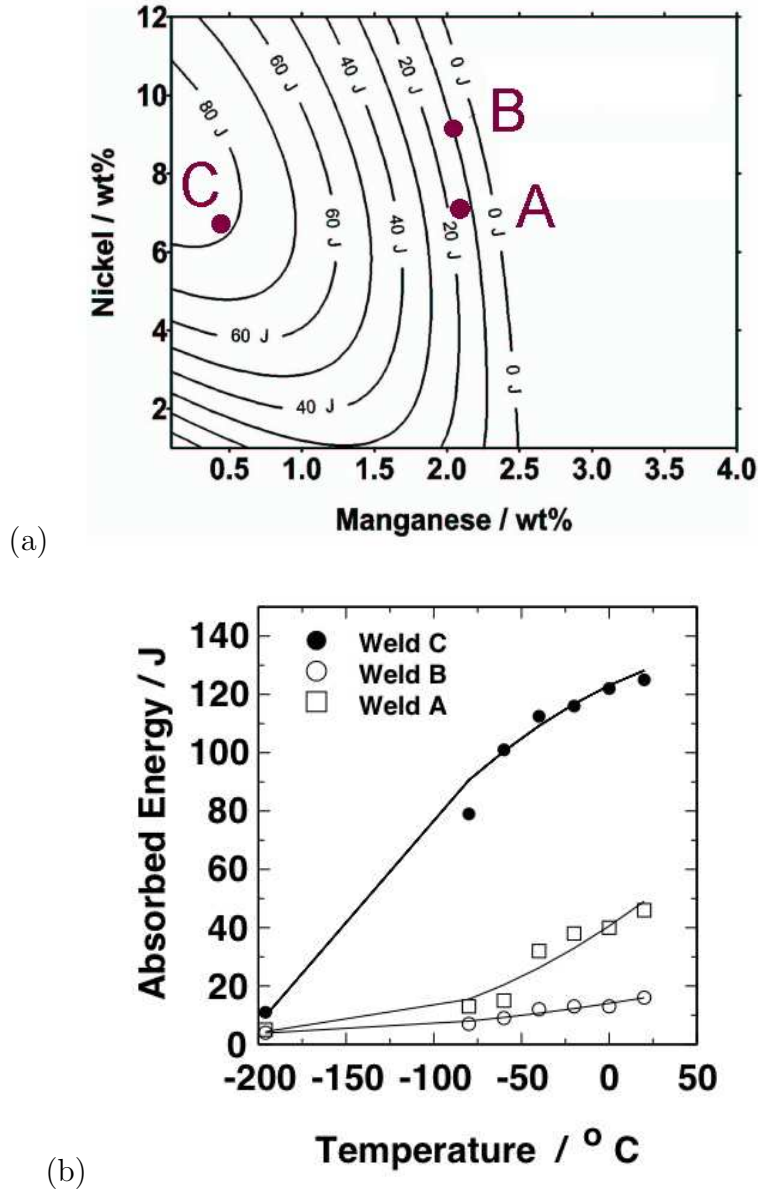 12
10
8
6
4
2
Nickel / wt%
80 J
60 J
40 J
20 J
0 J
B
C
A
60 J
40 J
20 J
0 J
60 J
40 J
0 J
0.5 1.0 1.5 2.0 2.5 3.0 3.5 4.0
Manganese / wt%
(a)
140
120
100
80
60
40
20
0
Absorbed Energy / J
Weld C
Weld B
Weld A
-200 -150 -100 -50 0 50
Temperature / ° C
(b)